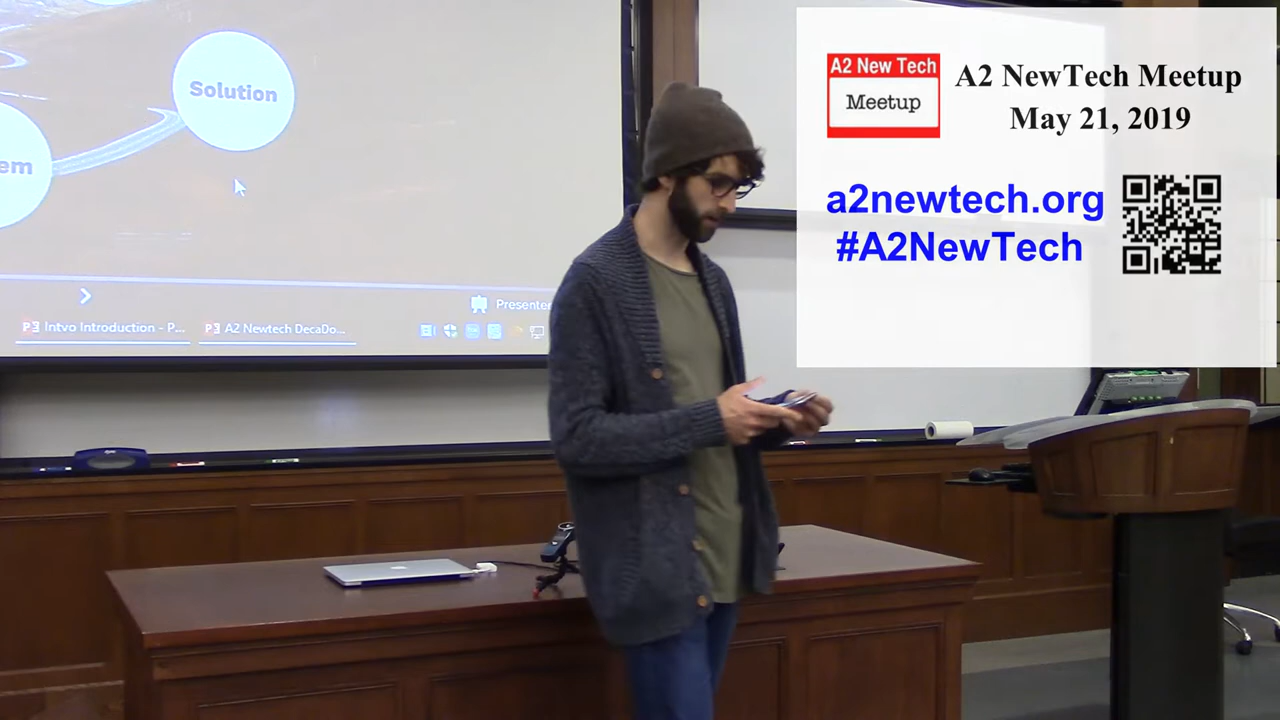 Solution
em
Presenter
Intvo Introduction - P...
A2 Newtech DecaDo...
A2 New Tech
Meetup
A2 NewTech Meetup
May 21, 2019
a2newtech.org
#A2NewTech